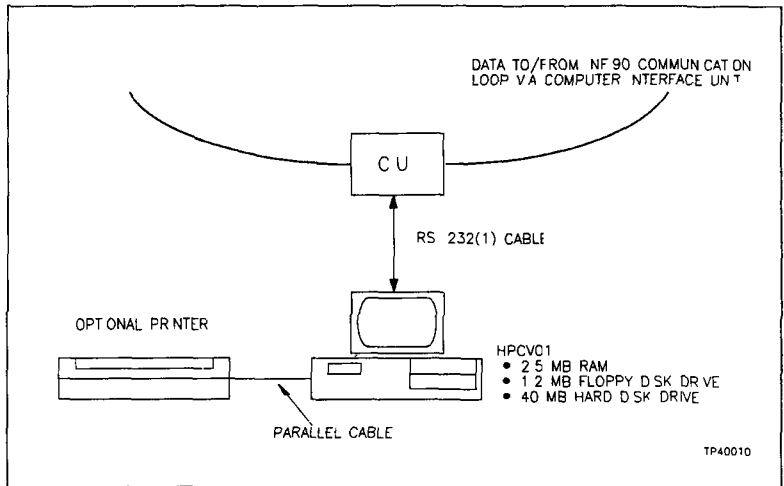 DATA TO/FROM NF 90 COMMUN CAT ON
LOOP V A COMPUTER NTERFACE UN T
C U
RS 232(1) CABLE
OPT ONAL PR NTER
HPCV01
• 2 5 MB RAM
• 1 2 MB FLOPPY D SK DR VE
• 40 MB HARD D SK DRIVE
PARALLEL CABLE
TP40010